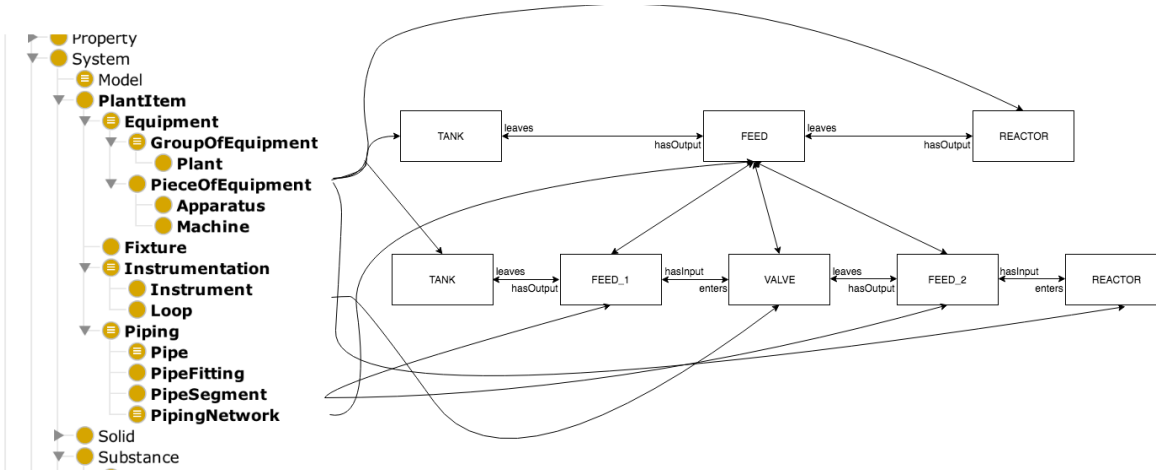 Property
System
Model
PlantItem
Equipment
GroupOfEquipment
Plant
PieceOfEquipment
Apparatus
Machine
Fixture
Instrumentation
Instrument
Loop
Piping
Pipe
PipeFitting
PipeSegment
PipingNetwork
Solid
Substance
TANK
leaves
hasOutput
FEED
leaves
hasOutput
REACTOR
TANK
leaves
hasOutput
FEED_1
hasInput
enters
VALVE
leaves
hasOutput
FEED_2
hasInput
enters
REACTOR